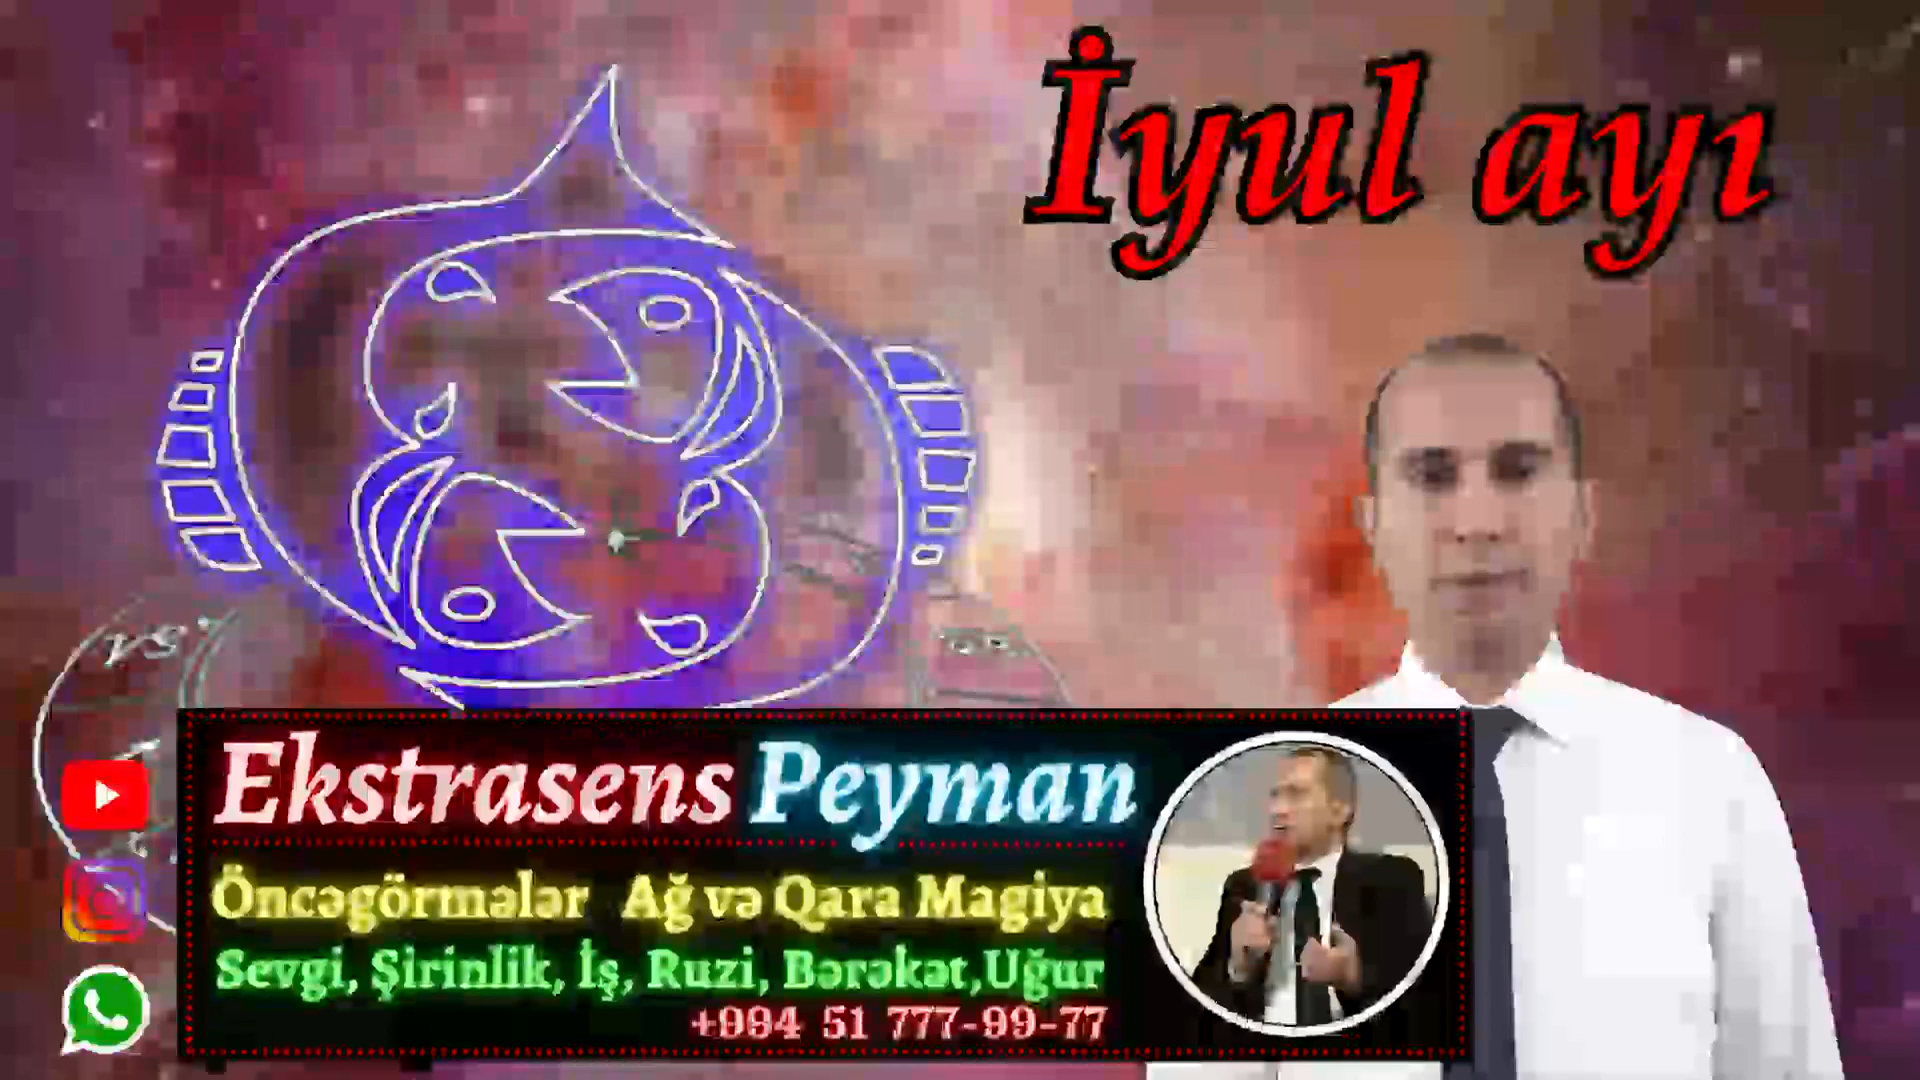 İyul ayı
Ekstrasens Peyman
Öncəgörmələr Ağ və Qara Magiya
Sevgi, Şirinlik, İş, Ruzi, Bərəkət,Uğur
+994 51 777-99-77